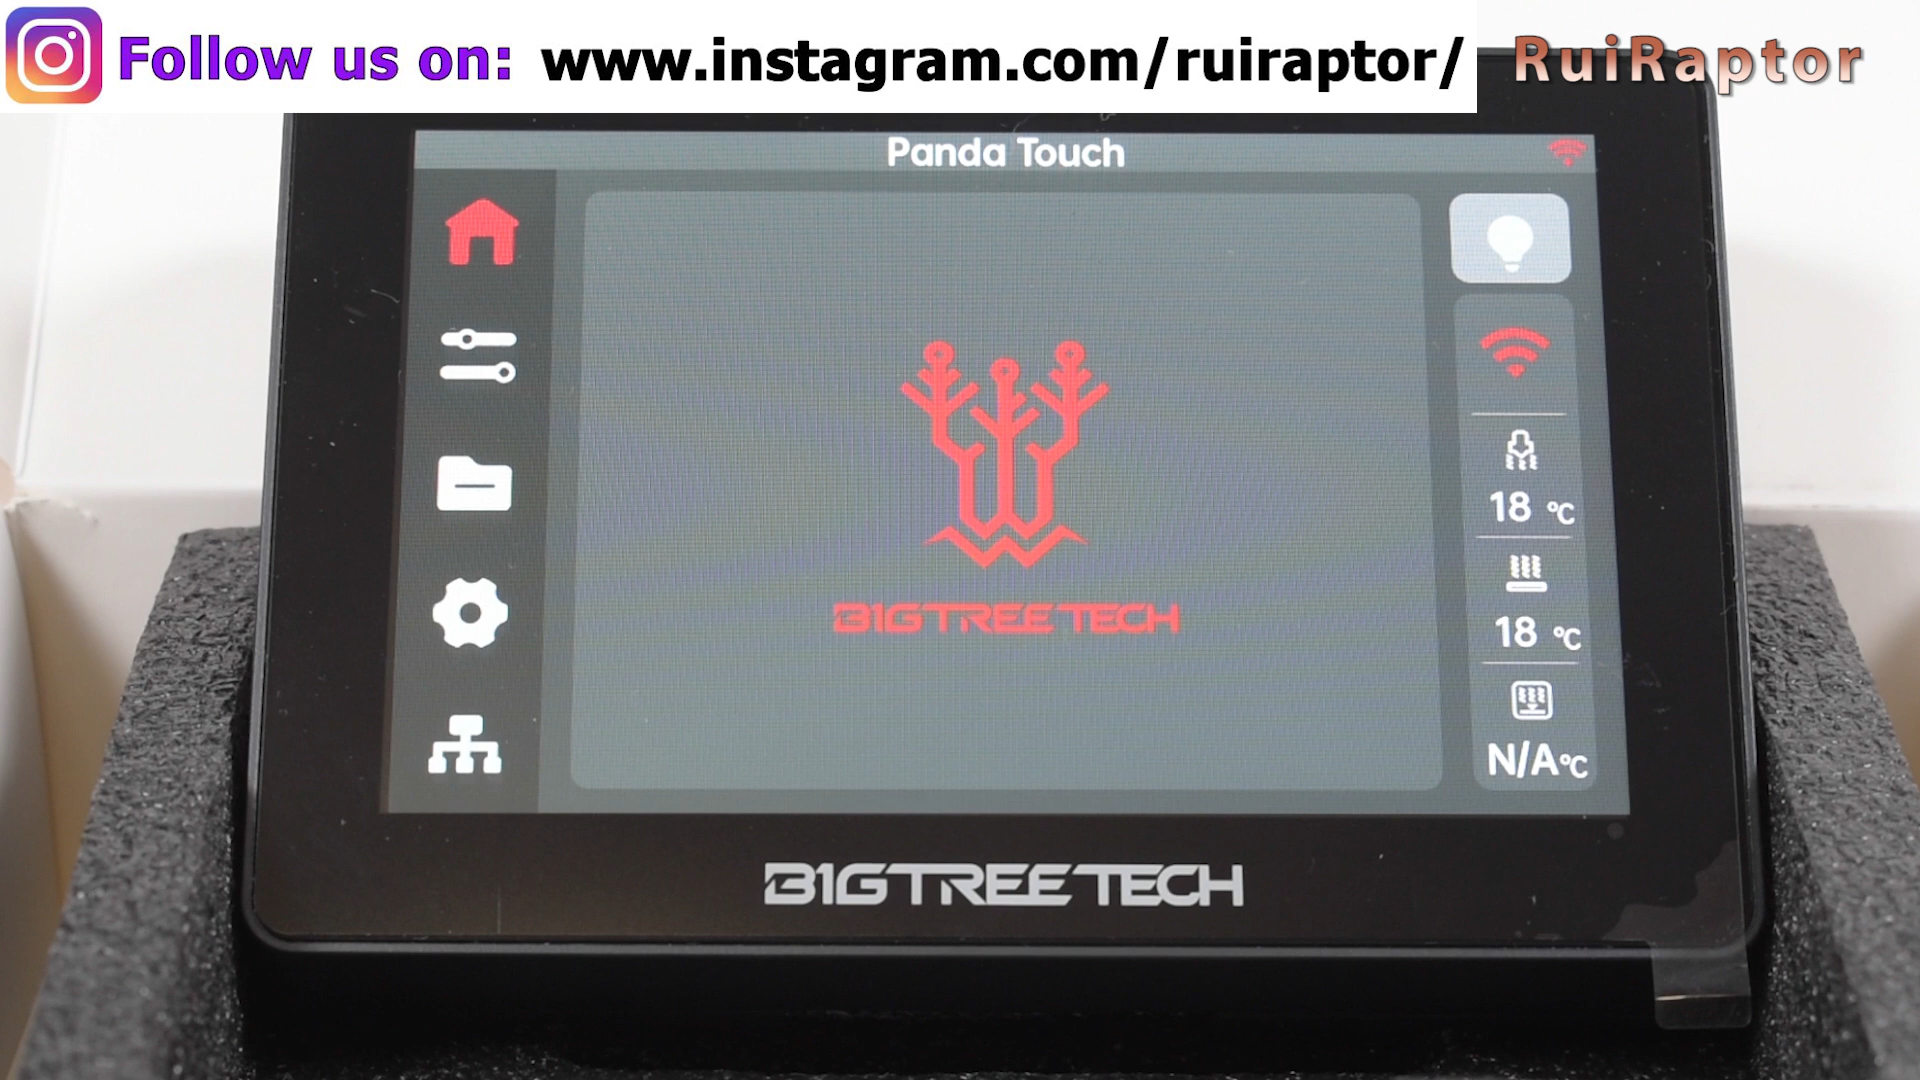 Follow us on: www.instagram.com/ruiraptor/
RuiRaptor
Panda Touch
BIGTREETECH
18 °C
18 °C
N/A°C
BIGTREETECH